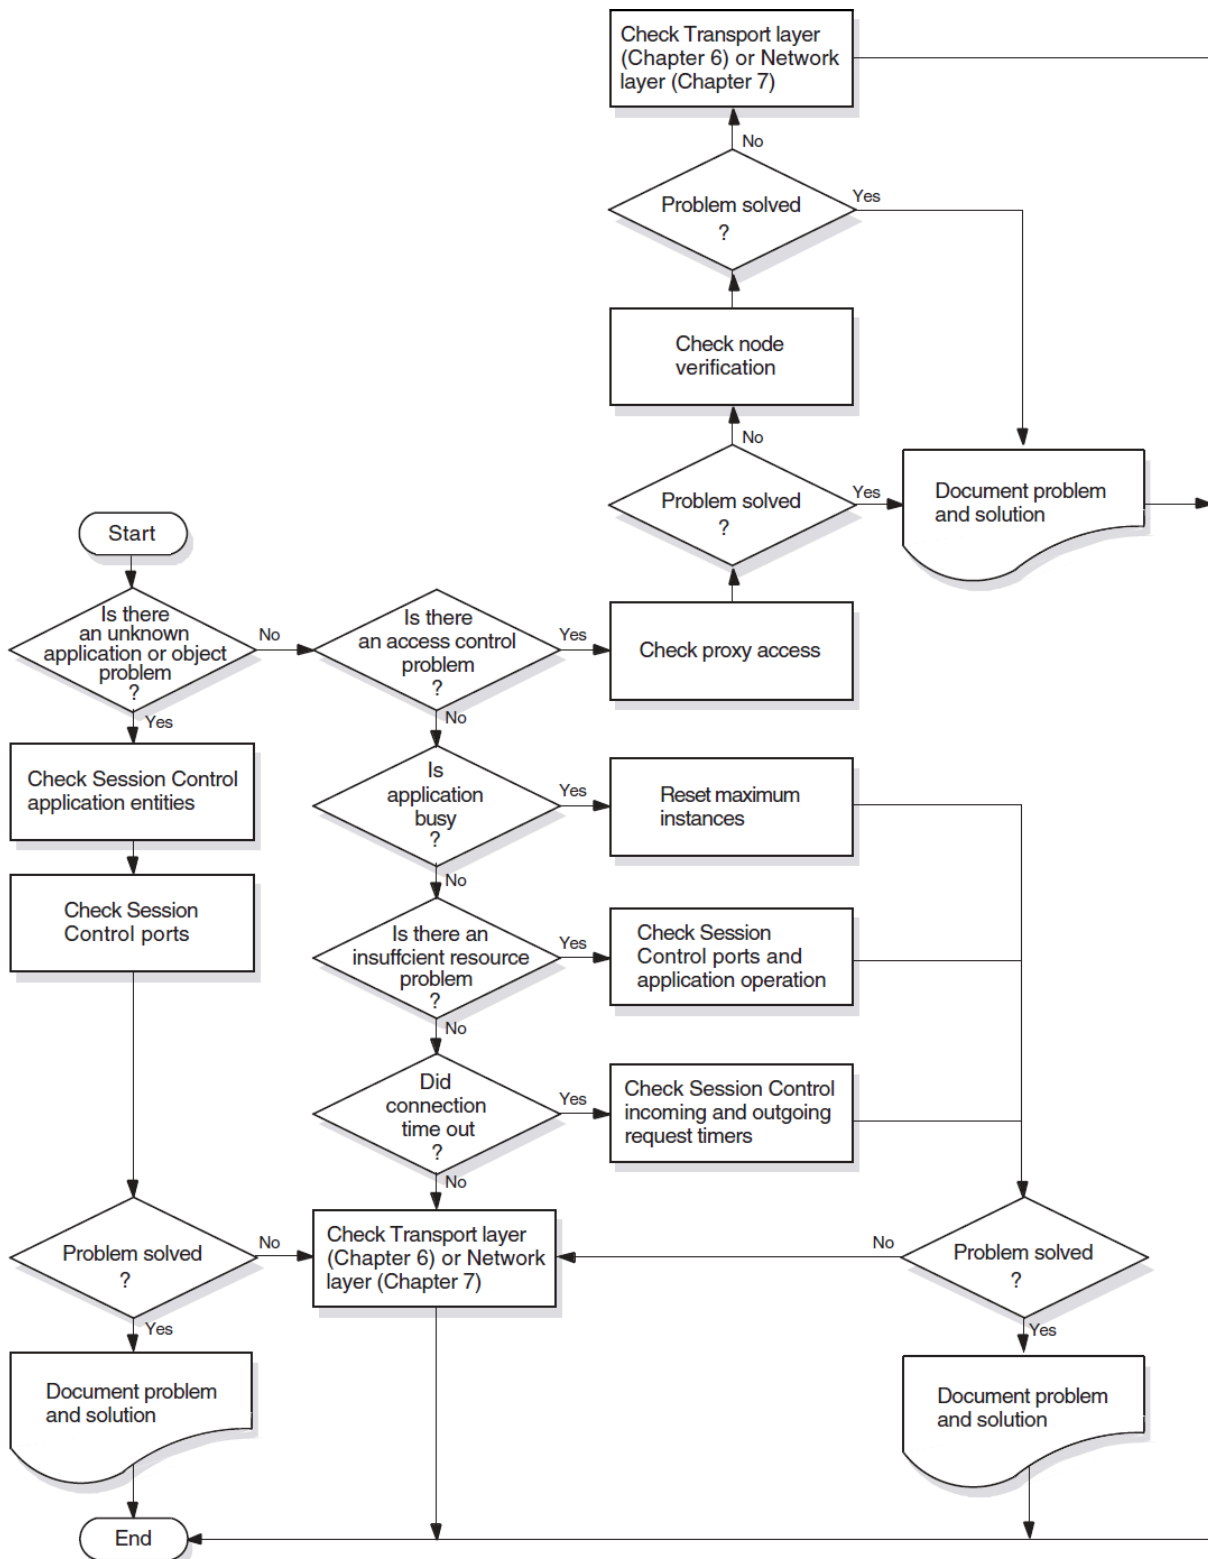 Check Transport layer
(Chapter 6) or Network
layer (Chapter 7)
No
Problem solved
?
Yes
Check node
verification
No
Problem solved
?
Yes
Document problem
and solution
Start
Is there
an unknown
application or object
problem
?
No
Is there
an access control
problem
?
Yes
Check proxy access
Yes
No
Check Session Control
application entities
Is
application
busy
?
Yes
Reset maximum
instances
No
Check Session
Control ports
Is there an
insuffcient resource
problem
?
Yes
Check Session
Control ports and
application operation
No
Did
connection
time out
?
Yes
Check Session Control
incoming and outgoing
request timers
No
Problem solved
?
No
Check Transport layer
(Chapter 6) or Network
layer (Chapter 7)
No
Problem solved
?
Yes
Yes
Document problem
and solution
Document problem
and solution
End